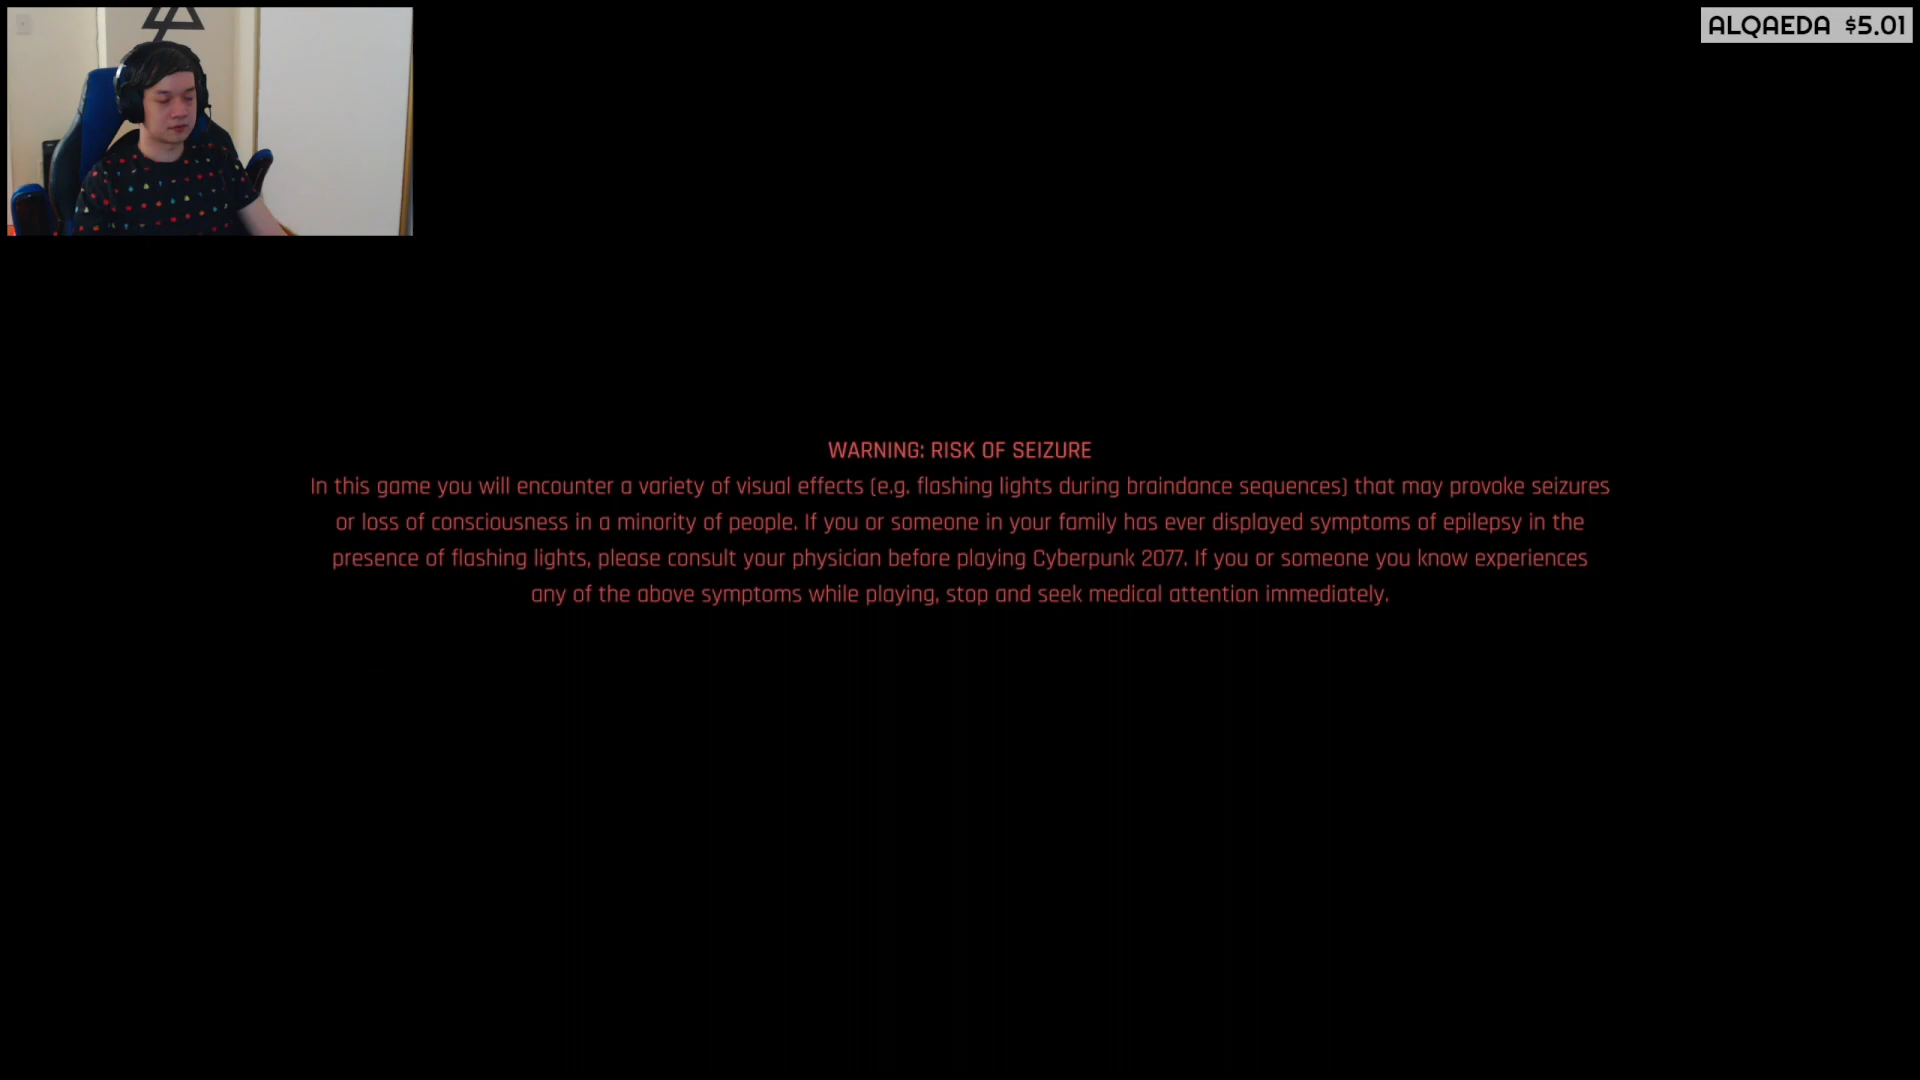 ALQAEDA $5.01
WARNING: RISK OF SEIZURE
In this game you will encounter a variety of visual effects (e.g. flashing lights during braindance sequences) that may provoke seizures
or loss of consciousness in a minority of people. If you or someone in your family has ever displayed symptoms of epilepsy in the
presence of flashing lights, please consult your physician before playing Cyberpunk 2077. If you or someone you know experiences
any of the above symptoms while playing, stop and seek medical attention immediately.